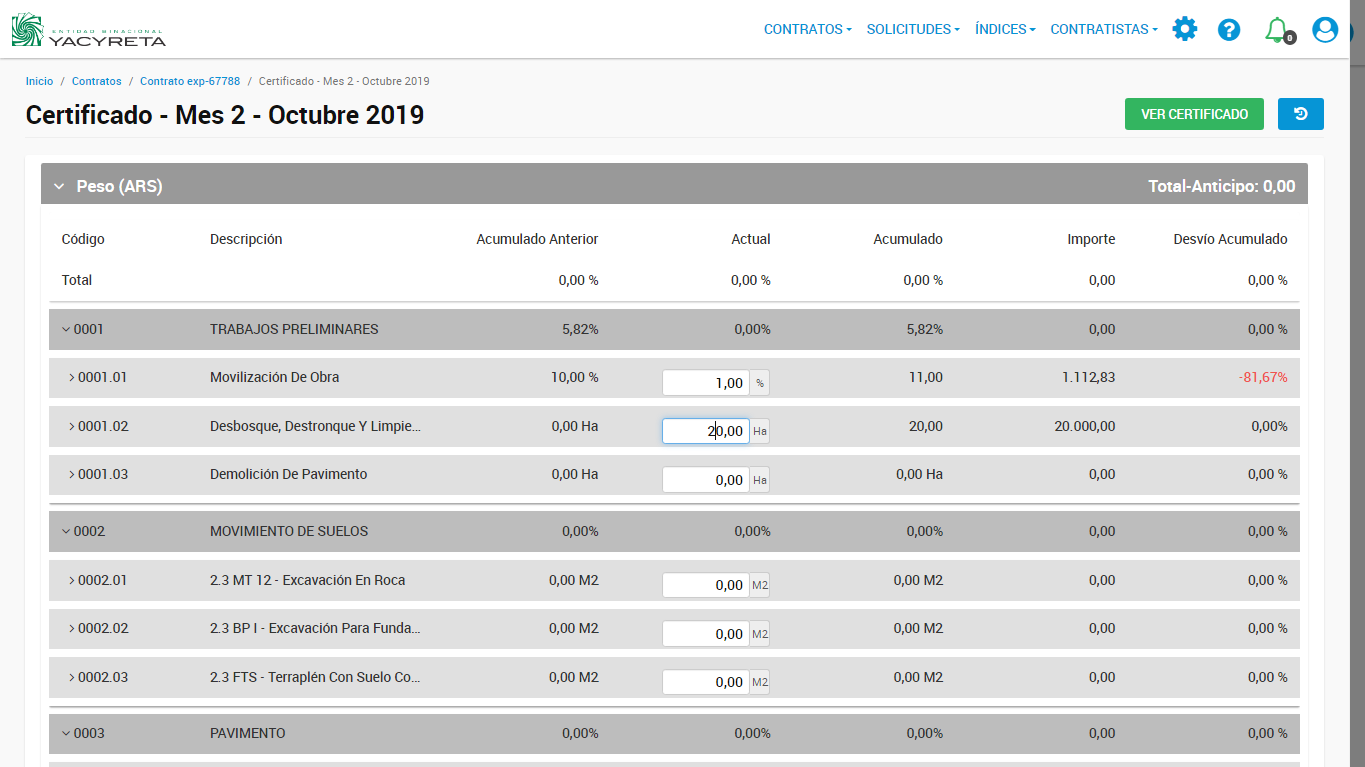 ENTIDAD BINACIONAL
YACYRETA
CONTRATOS SOLICITUDES ÍNDICES CONTRATISTAS 0
Inicio / Contratos / Contrato exp-67788 / Certificado - Mes 2 - Octubre 2019
Certificado - Mes 2 - Octubre 2019 VER CERTIFICADO
Peso (ARS) Total-Anticipo: 0,00
Código Descripción Acumulado Anterior Actual Acumulado Importe Desvío Acumulado
Total 0,00 % 0,00 % 0,00 % 0,00 0,00 %
0001 TRABAJOS PRELIMINARES 5,82% 0,00% 5,82% 0,00 0,00 %
0001.01 Movilización De Obra 10,00 % 1,00 % 11,00 1.112,83 -81,67%
0001.02 Desbosque, Destronque Y Limpie... 0,00 Ha 20,00 Ha 20,00 20.000,00 0,00%
0001.03 Demolición De Pavimento 0,00 Ha 0,00 Ha 0,00 Ha 0,00 0,00 %
0002 MOVIMIENTO DE SUELOS 0,00% 0,00% 0,00% 0,00 0,00 %
0002.01 2.3 MT 12 - Excavación En Roca 0,00 M2 0,00 M2 0,00 M2 0,00 0,00 %
0002.02 2.3 BP I - Excavación Para Funda... 0,00 M2 0,00 M2 0,00 M2 0,00 0,00 %
0002.03 2.3 FTS - Terraplén Con Suelo Co... 0,00 M2 0,00 M2 0,00 M2 0,00 0,00 %
0003 PAVIMENTO 0,00% 0,00% 0,00% 0,00 0,00 %